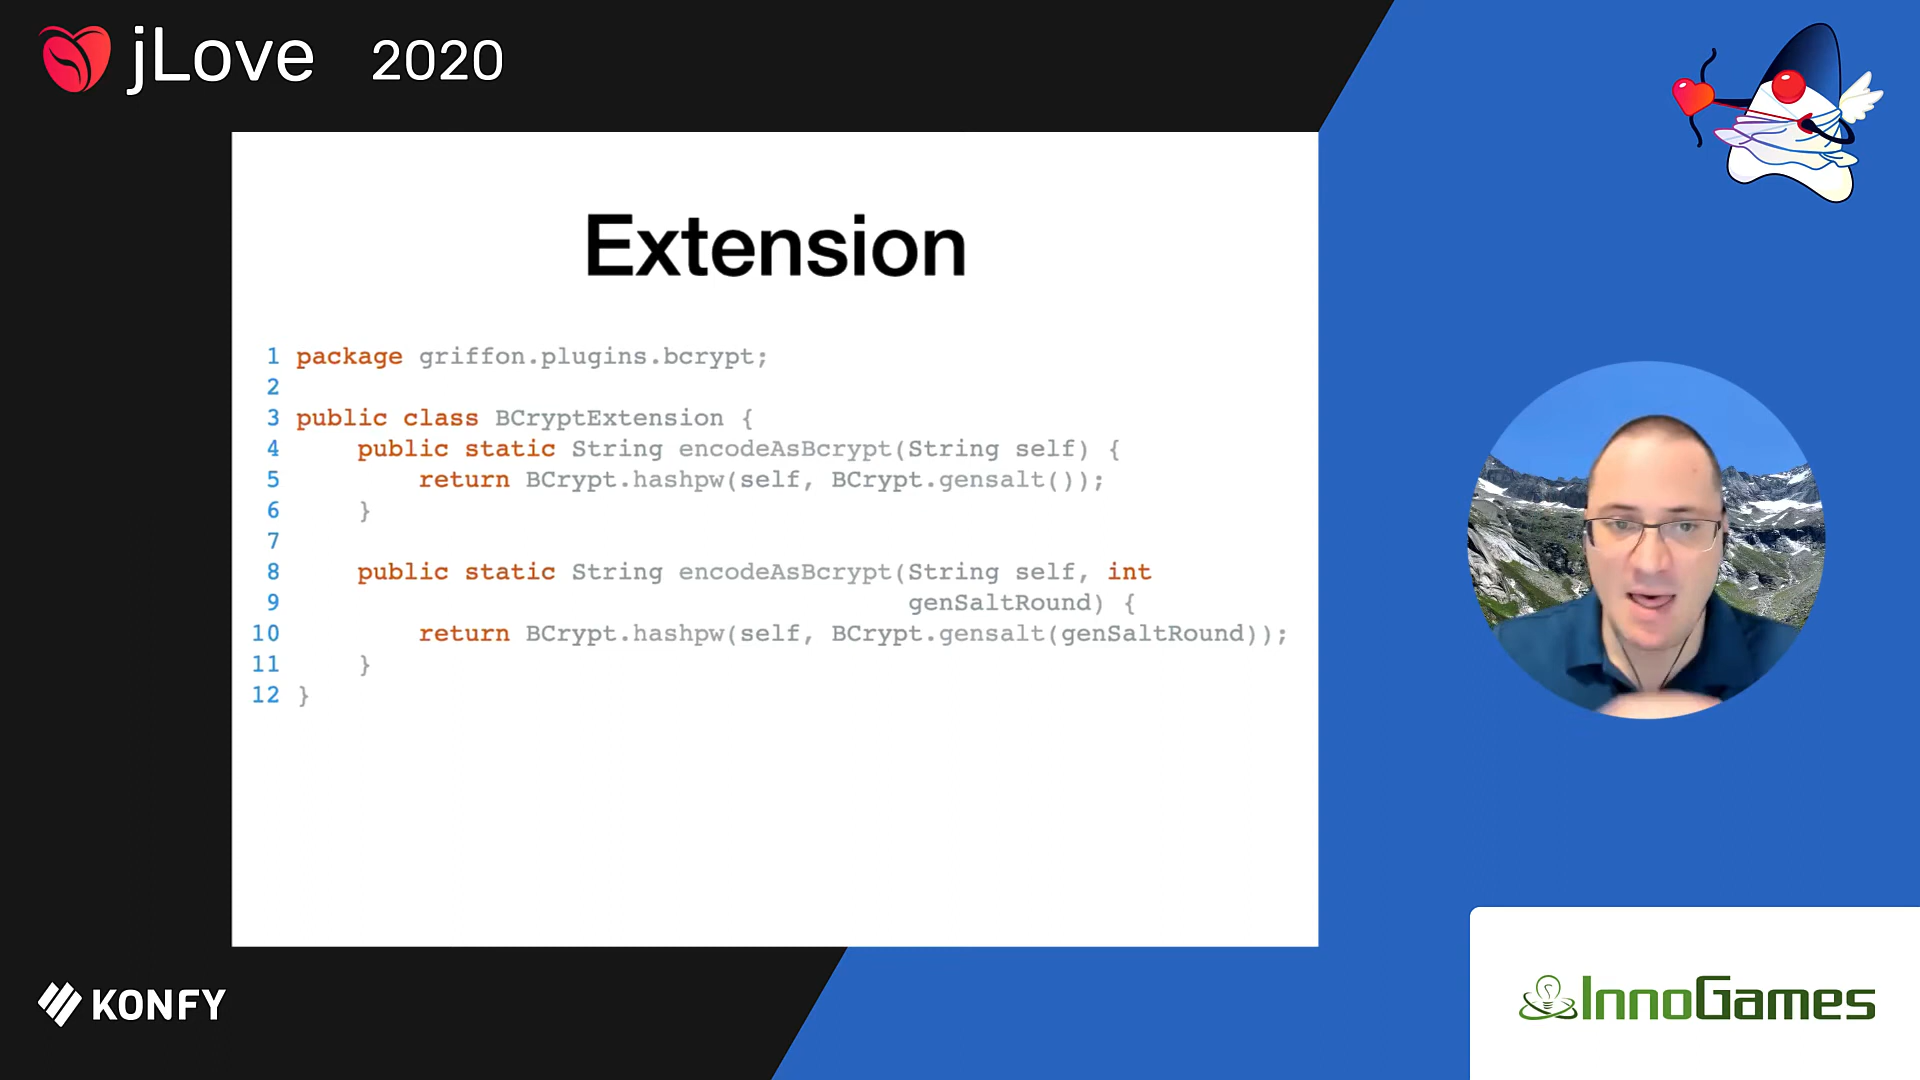 jLove 2020
Extension
1 package griffon.plugins.bcrypt;
2
3 public class BCryptExtension {
4     public static String encodeAsBcrypt(String self) {
5         return BCrypt.hashpw(self, BCrypt.gensalt());
6     }
7
8     public static String encodeAsBcrypt(String self, int
9                                         genSaltRound) {
10         return BCrypt.hashpw(self, BCrypt.gensalt(genSaltRound));
11     }
12 }
KONFY
InnoGames